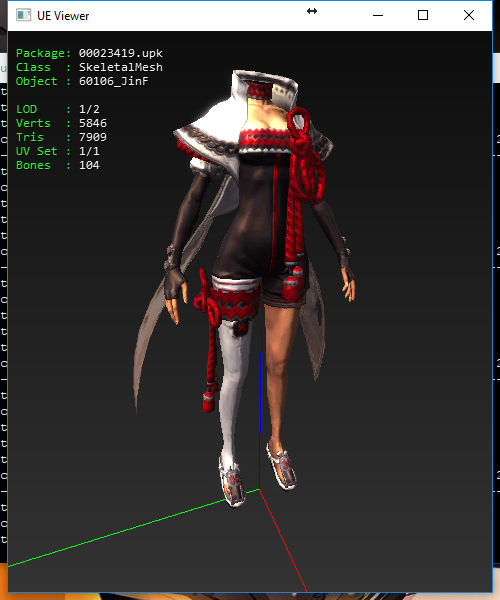 UE Viewer
Package: 00023419.upk
Class : SkeletalMesh
Object : 60106_JinF
LOD : 1/2
Verts : 5846
Tris : 7909
UV Set : 1/1
Bones : 104